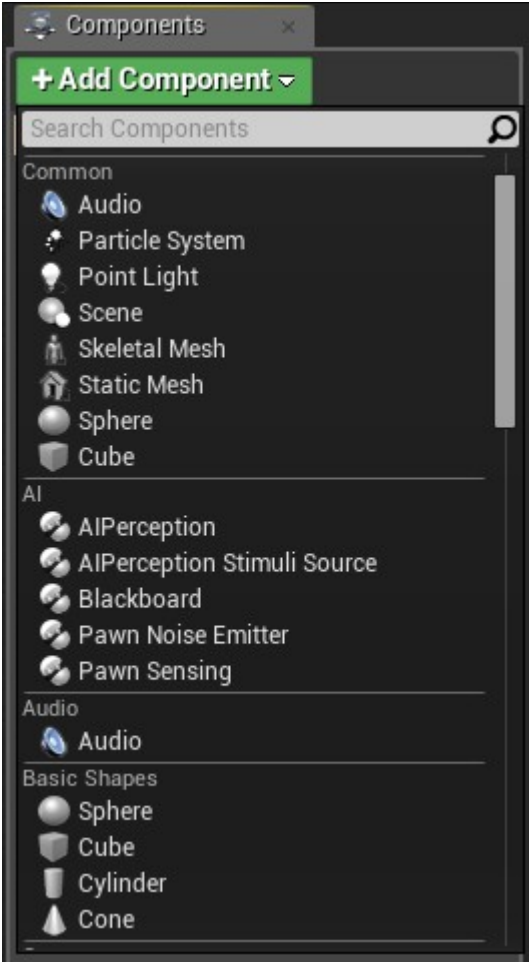 Components
+ Add Component
Search Components
Common
Audio
Particle System
Point Light
Scene
Skeletal Mesh
Static Mesh
Sphere
Cube
AI
AIPerception
AIPerception Stimuli Source
Blackboard
Pawn Noise Emitter
Pawn Sensing
Audio
Audio
Basic Shapes
Sphere
Cube
Cylinder
Cone